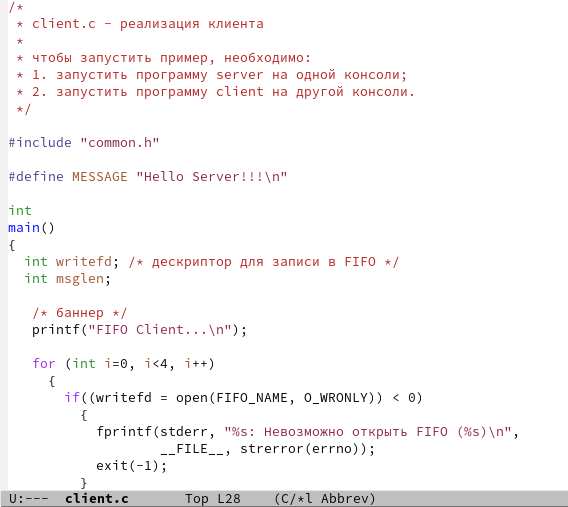 /*
 * client.c - реализация клиента
 *
 * чтобы запустить пример, необходимо:
 * 1. запустить программу server на одной консоли;
 * 2. запустить программу client на другой консоли.
 */

#include "common.h"

#define MESSAGE "Hello Server!!!\n"

int
main()
{
  int writefd; /* дескриптор для записи в FIFO */
  int msglen;

   /* баннер */
   printf("FIFO Client...\n");

   for (int i=0, i<4, i++)
     {
       if((writefd = open(FIFO_NAME, O_WRONLY)) < 0)
         {
           fprintf(stderr, "%s: Невозможно открыть FIFO (%s)\n",
                   __FILE__, strerror(errno));
           exit(-1);
         }
U:---  client.c       Top L28    (C/*l Abbrev)